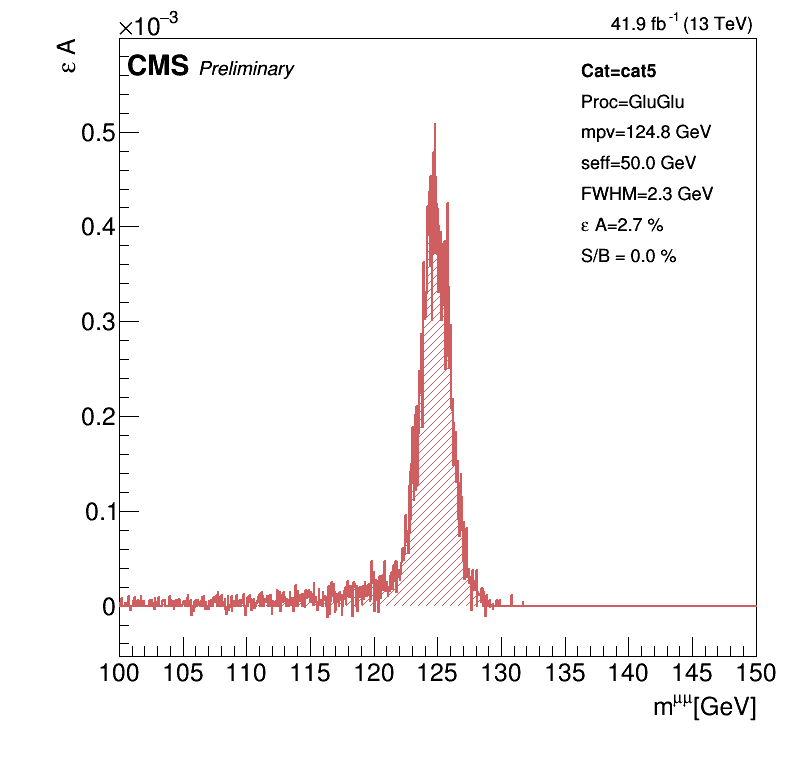 ×10⁻³
41.9 fb⁻¹ (13 TeV)
ε A
CMS Preliminary
Cat=cat5
Proc=GluGlu
mpv=124.8 GeV
seff=50.0 GeV
FWHM=2.3 GeV
ε A=2.7 %
S/B = 0.0 %
0.5
0.4
0.3
0.2
0.1
0
100 105 110 115 120 125 130 135 140 145 150
m^μμ[GeV]